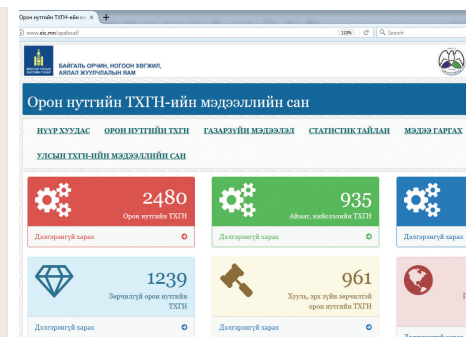 Орон нутгийн ТХГН-ийн мэ
www.eic.mn/spalocal/
110%
Search
БАЙГАЛЬ ОРЧИН, НОГООН ХӨГЖИЛ,
АЯЛАЛ ЖУУЛЧЛАЛЫН ЯАМ
Орон нутгийн ТХГН-ийн мэдээллийн сан
НҮҮР ХУУДАС ОРОН НУТГИЙН ТХГН ГАЗАРЗҮЙН МЭДЭЭЛЭЛ СТАТИСТИК ТАЙЛАН МЭДЭЭ ГАРГАХ
УЛСЫН ТХГН-ИЙН МЭДЭЭЛЛИЙН САН
2480
Орон нутгийн ТХГН
Дэлгэрэнгүй харах
935
Аймаг, нийслэлийн ТХГН
Дэлгэрэнгүй харах
Дэлгэрэнгүй харах
1239
Зөрчилгүй орон нутгийн
ТХГН
Дэлгэрэнгүй харах
961
Хууль, эрх зүйн зөрчилтэй
орон нутгийн ТХГН
Дэлгэрэнгүй харах
Дэлгэрэнгүй харах